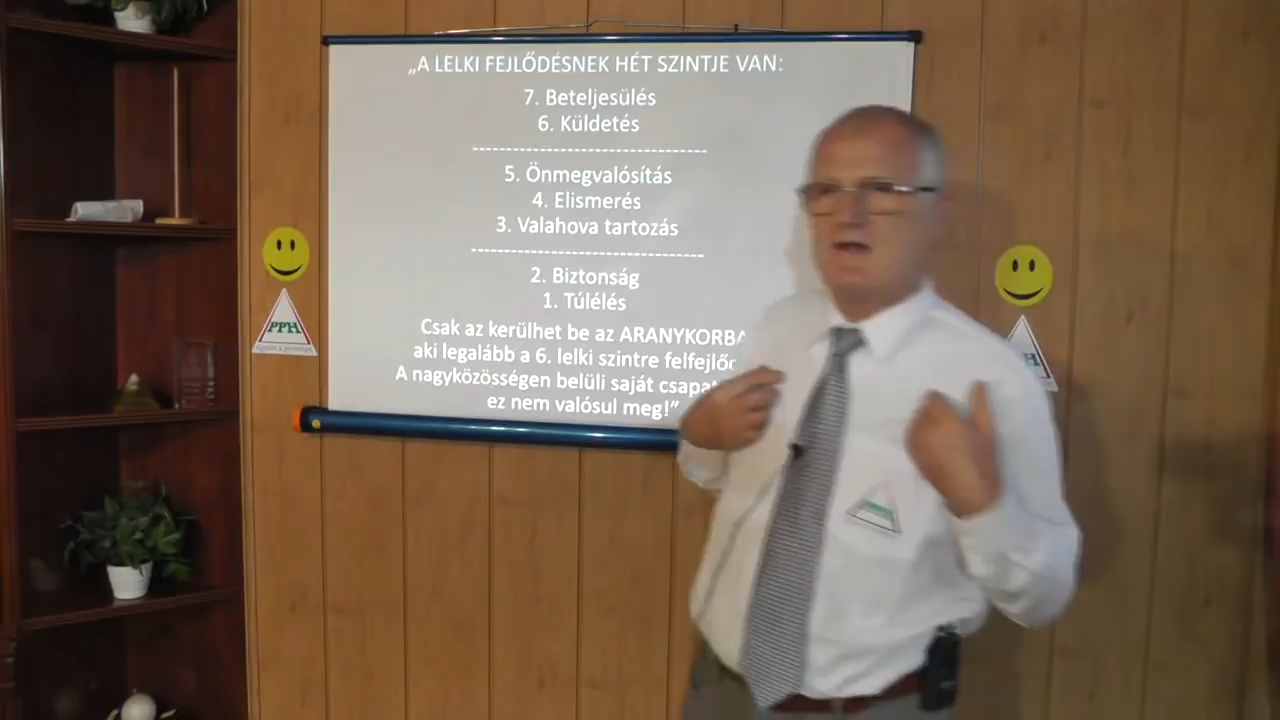 „A LELKI FEJLŐDÉSNEK HÉT SZINTJE VAN:
7. Beteljesülés
6. Küldetés
---------------------------------
5. Önmegvalósítás
4. Elismerés
3. Valahova tartozás
---------------------------------
2. Biztonság
1. Túlélés
Csak az kerülhet be az
aki legalább a 6. lelki szintre
A nagyközösségen belüli saját
ez nem valósul meg!”
PPH